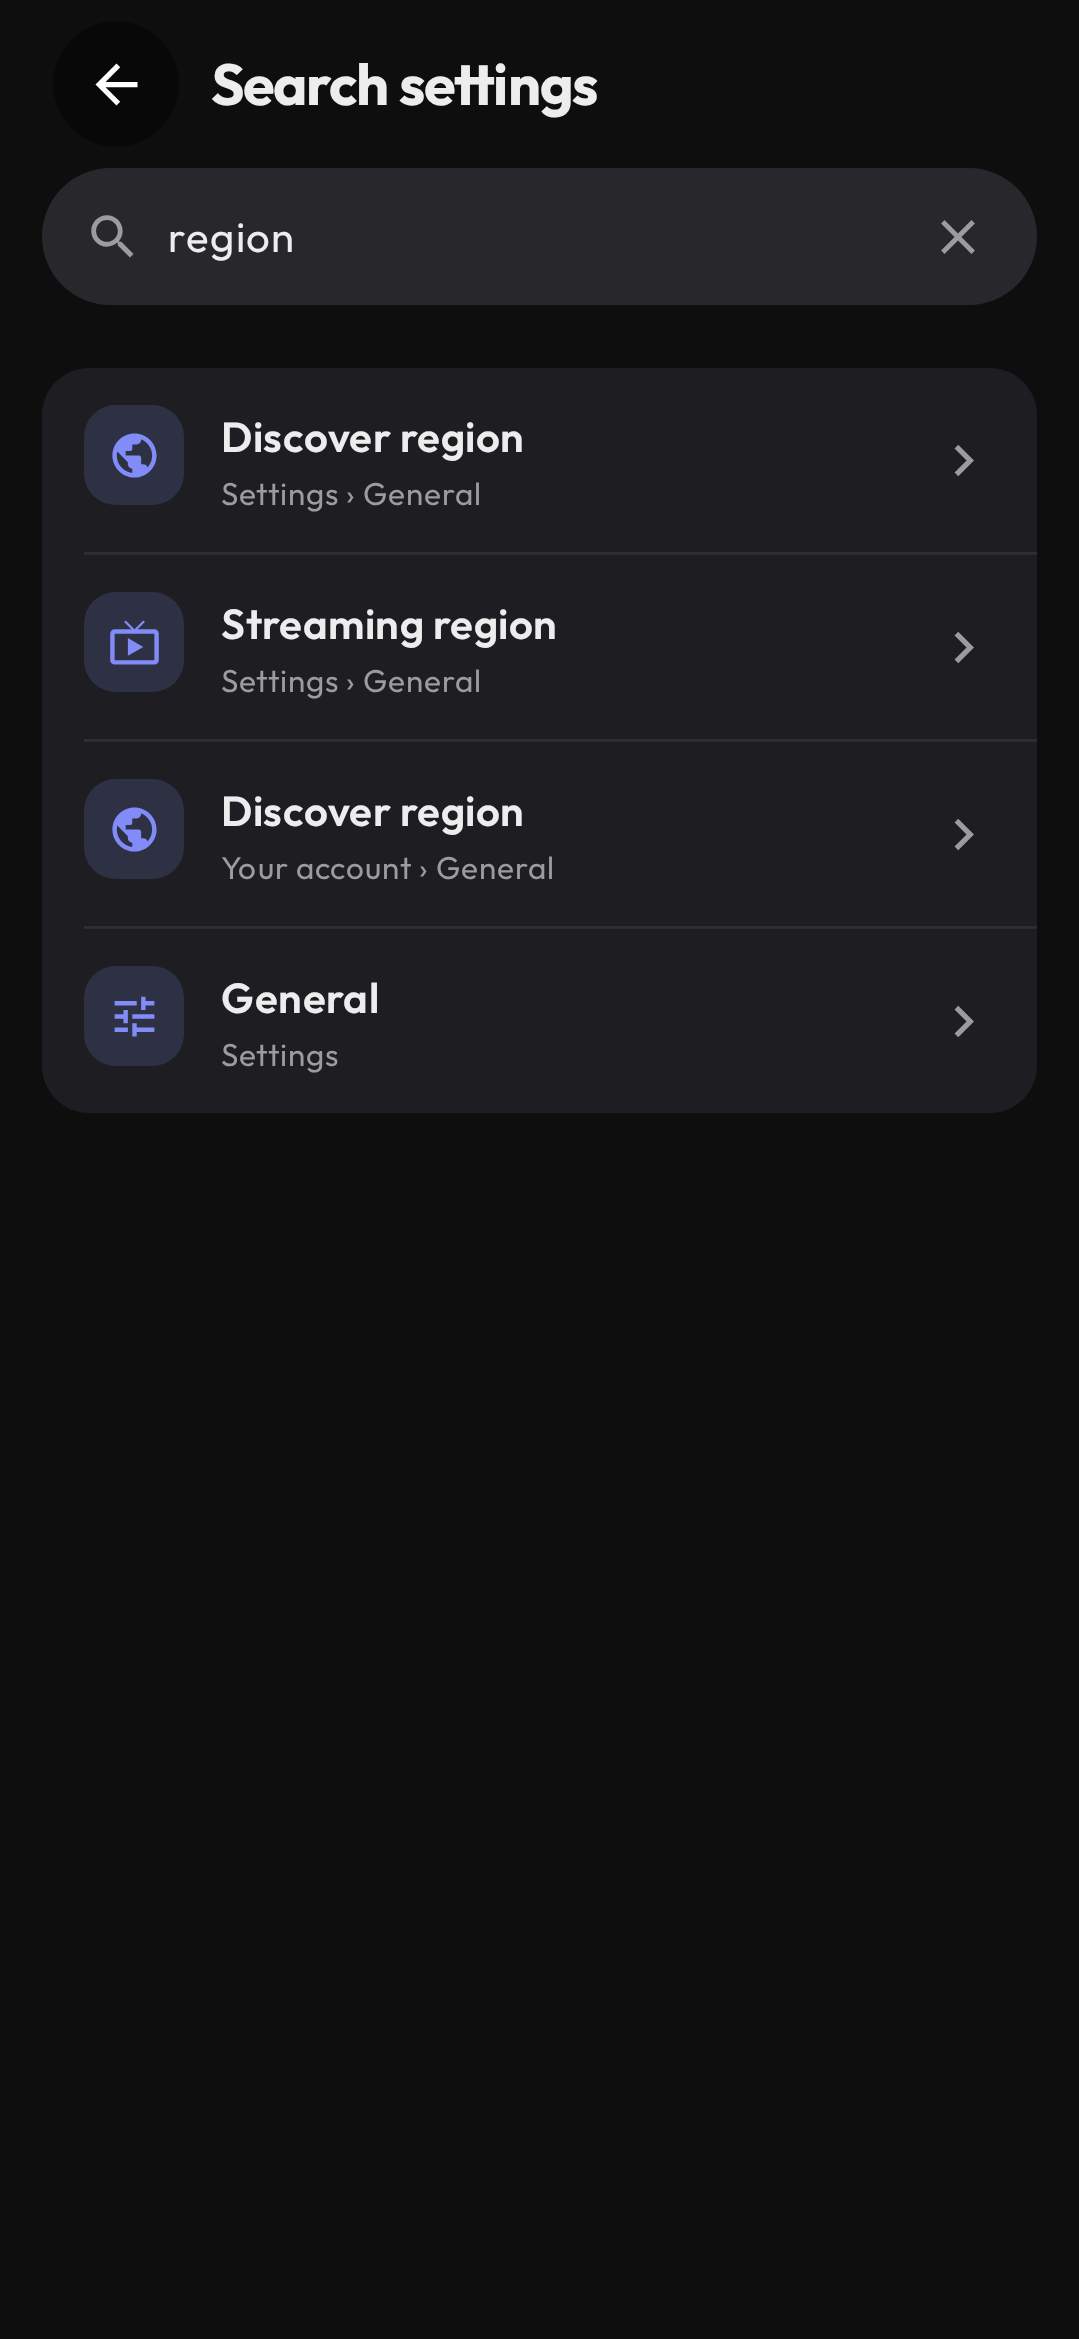 Search settings
region
Discover region
Settings › General
Streaming region
Settings › General
Discover region
Your account › General
General
Settings